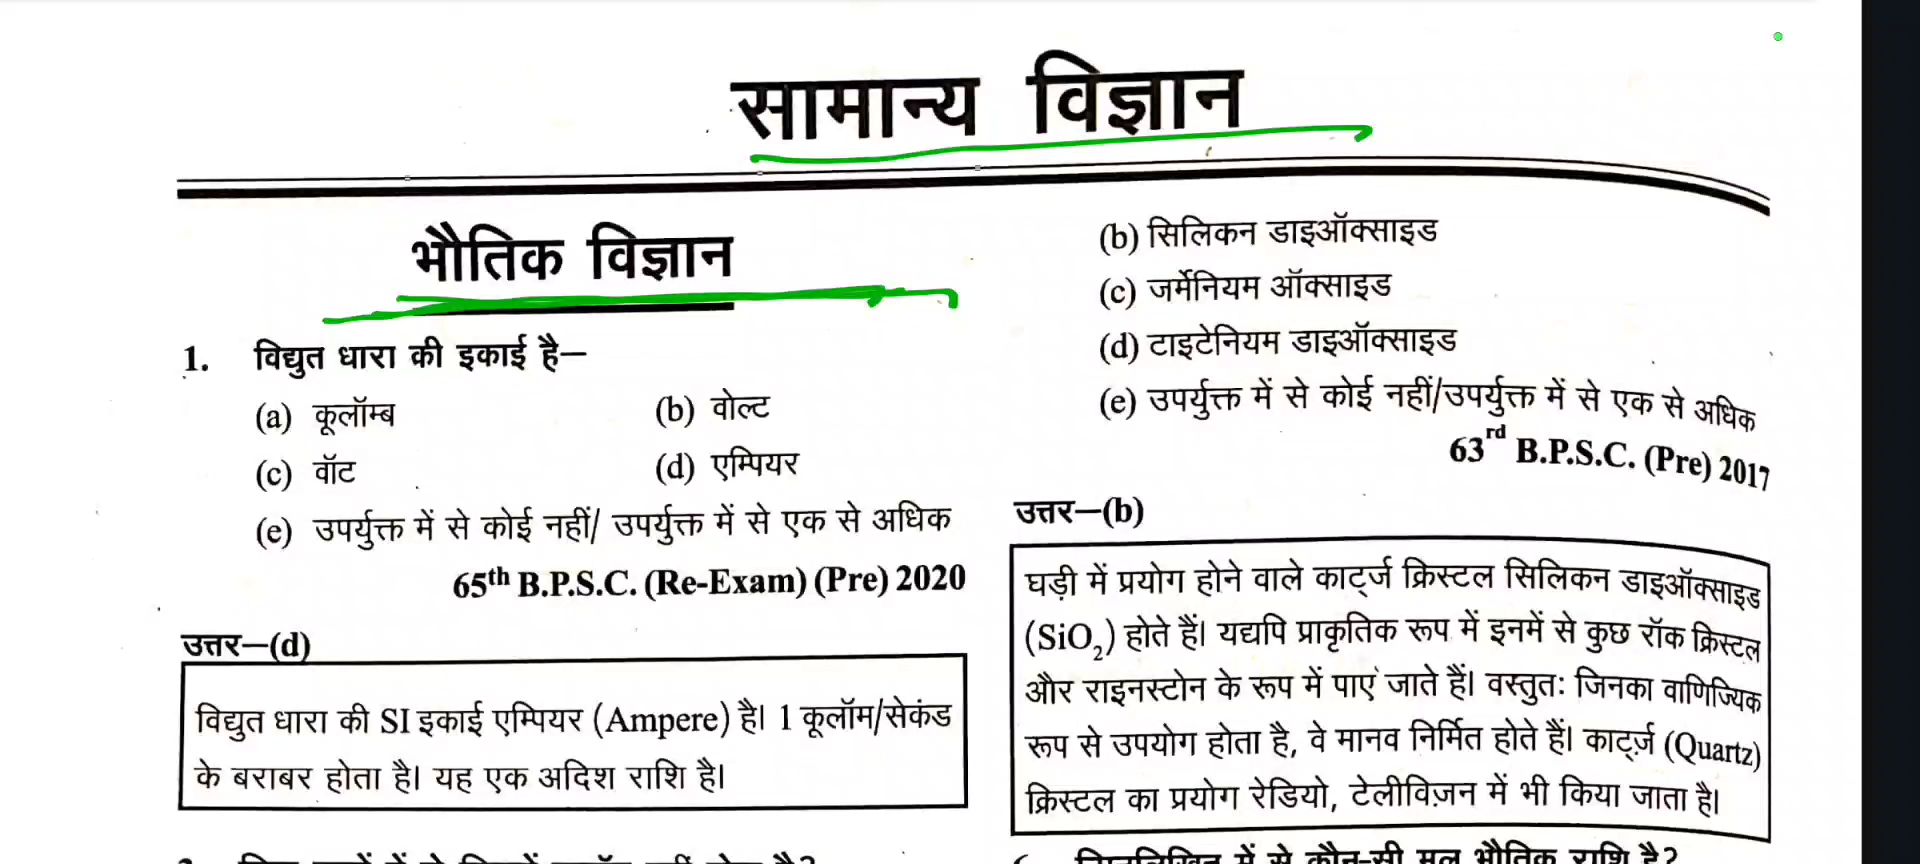 सामान्य विज्ञान
भौतिक विज्ञान
1. विद्युत धारा की इकाई है—
(a) कूलॉम्ब (b) वोल्ट
(c) वॉट (d) एम्पियर
(e) उपर्युक्त में से कोई नहीं/ उपर्युक्त में से एक से अधिक
65th B.P.S.C. (Re-Exam) (Pre) 2020
उत्तर—(d)
विद्युत धारा की SI इकाई एम्पियर (Ampere) है। 1 कूलॉम/सेकंड
के बराबर होता है। यह एक अदिश राशि है।
(b) सिलिकन डाइऑक्साइड
(c) जर्मेनियम ऑक्साइड
(d) टाइटेनियम डाइऑक्साइड
(e) उपर्युक्त में से कोई नहीं/उपर्युक्त में से एक से अधिक
63rd B.P.S.C. (Pre) 2017
उत्तर—(b)
घड़ी में प्रयोग होने वाले कार्ट्ज क्रिस्टल सिलिकन डाइऑक्साइड
(SiO₂) होते हैं। यद्यपि प्राकृतिक रूप में इनमें से कुछ रॉक क्रिस्टल
और राइनस्टोन के रूप में पाए जाते हैं। वस्तुतः जिनका वाणिज्यिक
रूप से उपयोग होता है, वे मानव निर्मित होते हैं। कार्ट्ज़ (Quartz)
क्रिस्टल का प्रयोग रेडियो, टेलीविज़न में भी किया जाता है।
निम्नलिखित में से कौन-सी मूल भौतिक राशि है?